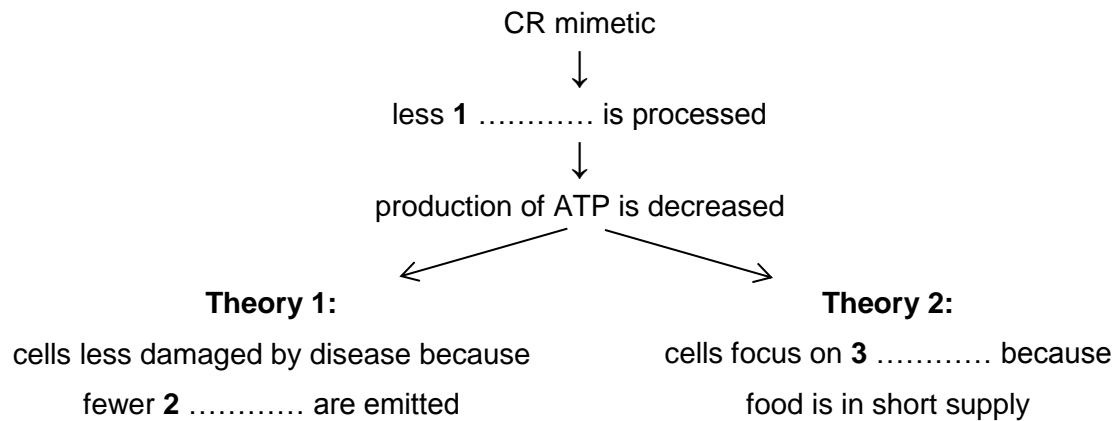 CR mimetic
less 1 ………… is processed
production of ATP is decreased
Theory 1:
cells less damaged by disease because
fewer 2 ………… are emitted
Theory 2:
cells focus on 3 ………… because
food is in short supply